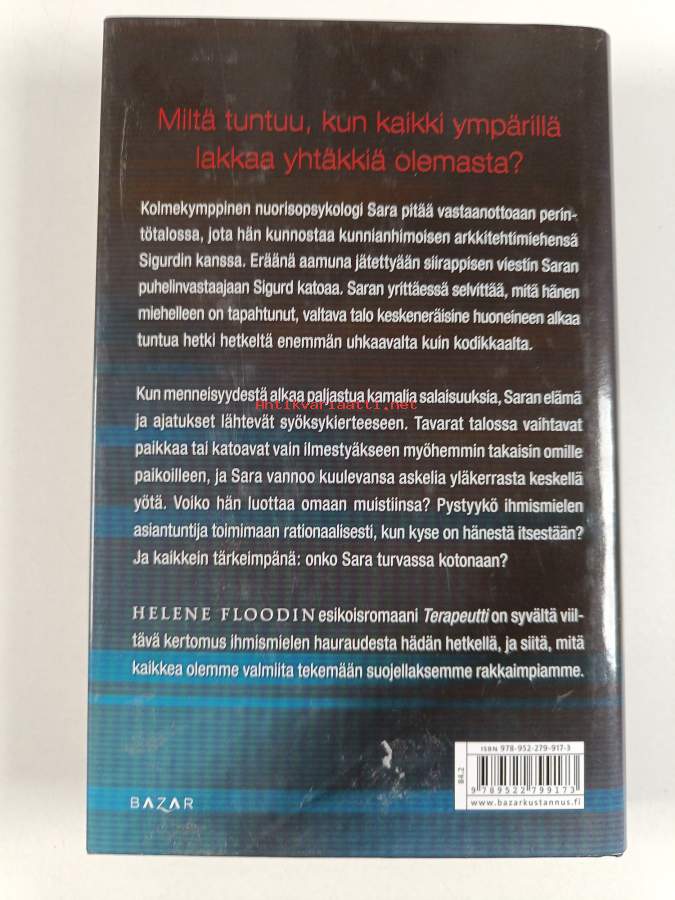 Miltä tuntuu, kun kaikki ympärillä
lakkaa yhtäkkiä olemasta?
Kolmekymppinen nuorisopsykologi Sara pitää vastaanottoaan perin-
tötalossa, jota hän kunnostaa kunnianhimoisen arkkitehtimiehensä
Sigurdin kanssa. Eräänä aamuna jätettyään siirappisen viestin Saran
puhelinvastaajaan Sigurd katoaa. Saran yrittäessä selvittää, mitä hänen
miehelleen on tapahtunut, valtava talo keskeneräisine huoneineen alkaa
tuntua hetki hetkeltä enemmän uhkaavalta kuin kodikkaalta.
Kun menneisyydestä alkaa paljastua kamalia salaisuuksia, Saran elämä
Antikvariaatti.net
ja ajatukset lähtevät syöksykierteeseen. Tavarat talossa vaihtavat
paikkaa tai katoavat vain ilmestyäkseen myöhemmin takaisin omille
paikoilleen, ja Sara vannoo kuulevansa askelia yläkerrasta keskellä
yötä. Voiko hän luottaa omaan muistiinsa? Pystyykö ihmismielen
asiantuntija toimimaan rationaalisesti, kun kyse on hänestä itsestään?
Ja kaikkein tärkeimpänä: onko Sara turvassa kotonaan?
HELENE FLOODIN esikoisromaani Terapeutti on syvältä viil-
tävä kertomus ihmismielen hauraudesta hädän hetkellä, ja siitä, mitä
kaikkea olemme valmiita tekemään suojellaksemme rakkaimpiamme.
BAZAR
84.2
ISBN 978-952-279-917-3
9 789522 799173
www.bazarkustannus.fi